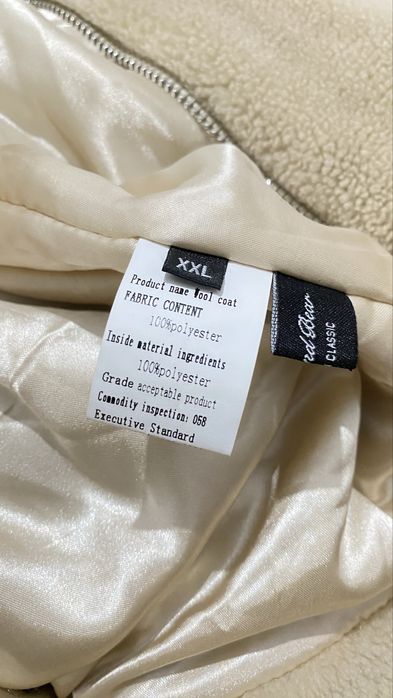 XXL
Product name Wool coat
FABRIC CONTENT
100%polyester
Inside material ingredients
100%polyester
Grade acceptable product
Commodity inspection: 058
Executive Standard
Bear
CLASSIC